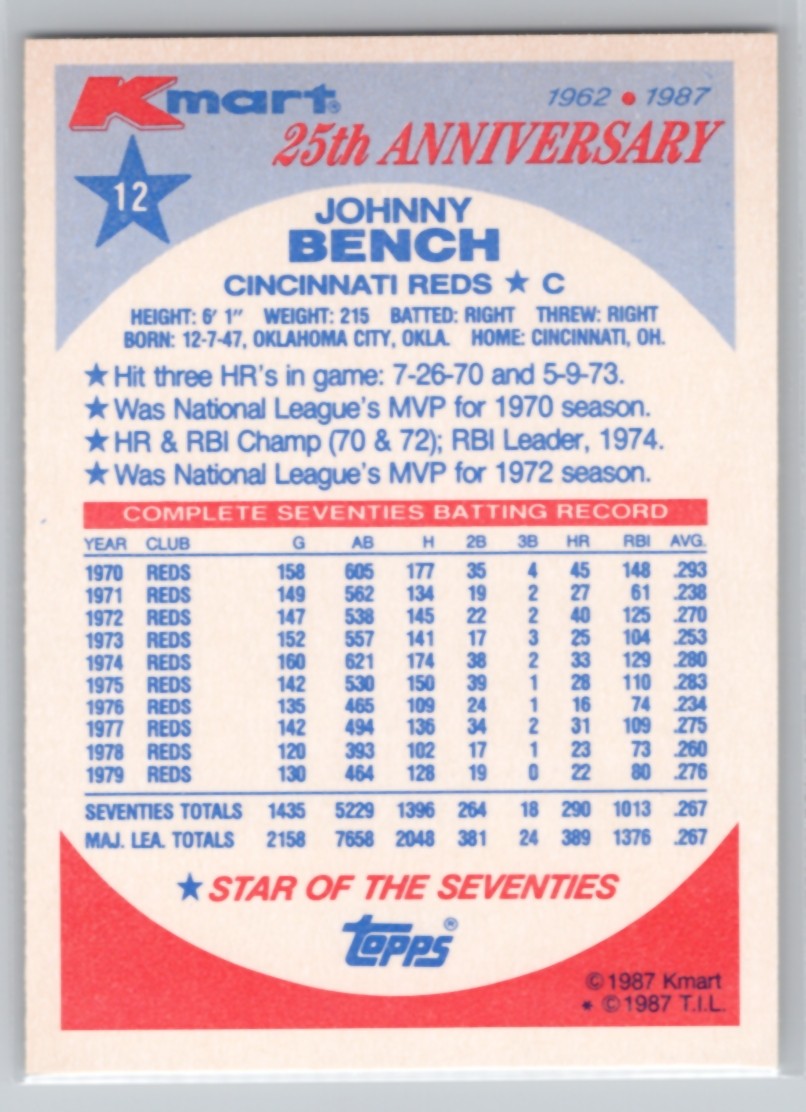 Kmart® 1962 • 1987
25th ANNIVERSARY
12
JOHNNY
BENCH
CINCINNATI REDS ★ C
HEIGHT: 6' 1" WEIGHT: 215 BATTED: RIGHT THREW: RIGHT
BORN: 12-7-47, OKLAHOMA CITY, OKLA. HOME: CINCINNATI, OH.
★ Hit three HR's in game: 7-26-70 and 5-9-73.
★ Was National League's MVP for 1970 season.
★ HR & RBI Champ (70 & 72); RBI Leader, 1974.
★ Was National League's MVP for 1972 season.
COMPLETE SEVENTIES BATTING RECORD
YEAR CLUB G AB H 2B 3B HR RBI AVG.
1970 REDS 158 605 177 35 4 45 148 .293
1971 REDS 149 562 134 19 2 27 61 .238
1972 REDS 147 538 145 22 2 40 125 .270
1973 REDS 152 557 141 17 3 25 104 .253
1974 REDS 160 621 174 38 2 33 129 .280
1975 REDS 142 530 150 39 1 28 110 .283
1976 REDS 135 465 109 24 1 16 74 .234
1977 REDS 142 494 136 34 2 31 109 .275
1978 REDS 120 393 102 17 1 23 73 .260
1979 REDS 130 464 128 19 0 22 80 .276
SEVENTIES TOTALS 1435 5229 1396 264 18 290 1013 .267
MAJ. LEA. TOTALS 2158 7658 2048 381 24 389 1376 .267
★ STAR OF THE SEVENTIES
topps®
©1987 Kmart
* ©1987 T.I.L.